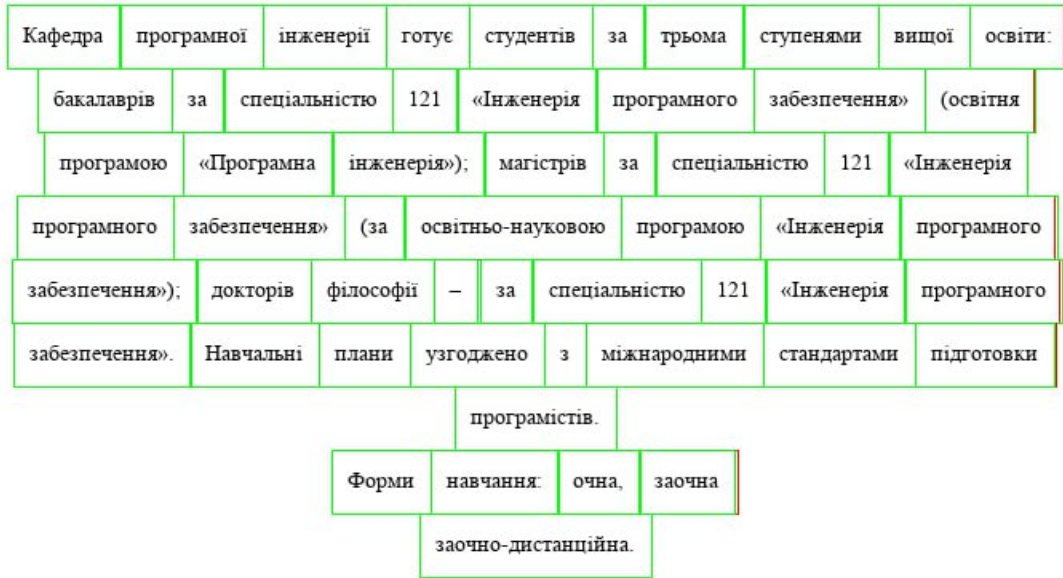 Кафедра програмної інженерії готує студентів за трьома ступенями вищої освіти:
бакалаврів за спеціальністю 121 «Інженерія програмного забезпечення» (освітня
програмою «Програмна інженерія»); магістрів за спеціальністю 121 «Інженерія
програмного забезпечення» (за освітньо-науковою програмою «Інженерія програмного
забезпечення»); докторів філософії – за спеціальністю 121 «Інженерія програмного
забезпечення». Навчальні плани узгоджено з міжнародними стандартами підготовки
програмістів.
Форми навчання: очна, заочна
заочно-дистанційна.